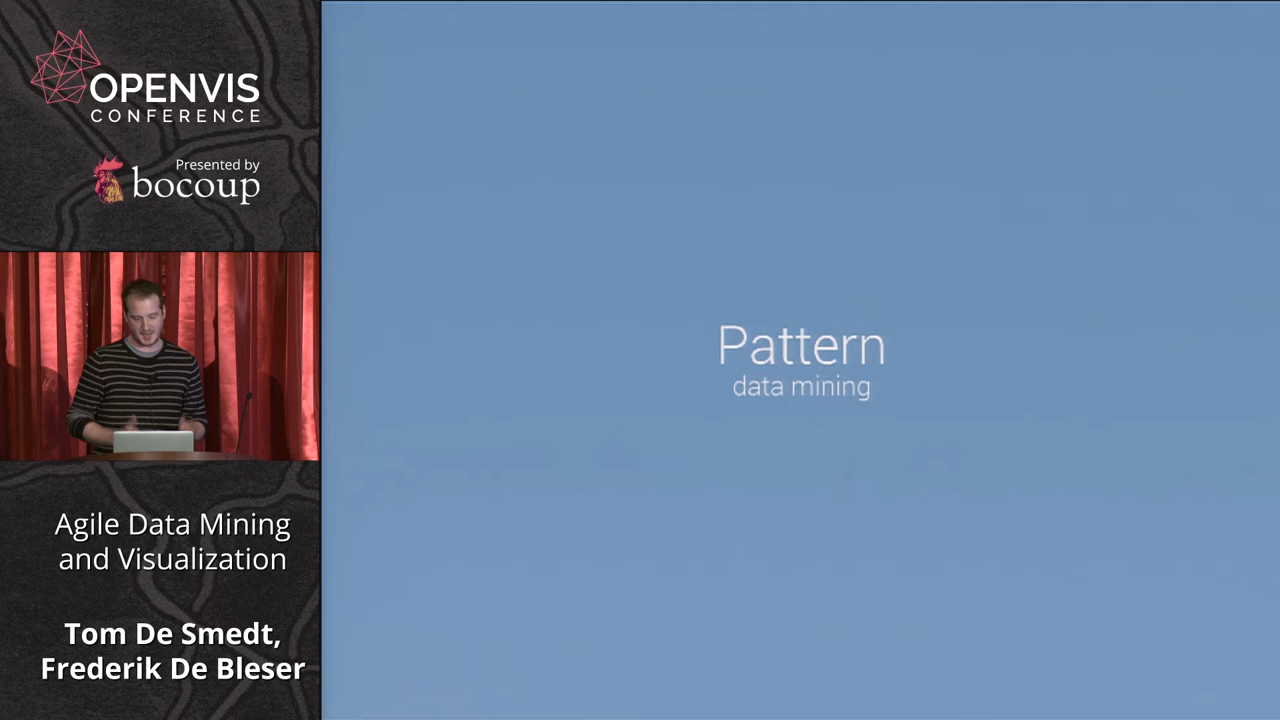 OPENVIS
CONFERENCE
Presented by
bocoup
Agile Data Mining
and Visualization
Tom De Smedt,
Frederik De Bleser
Pattern
data mining